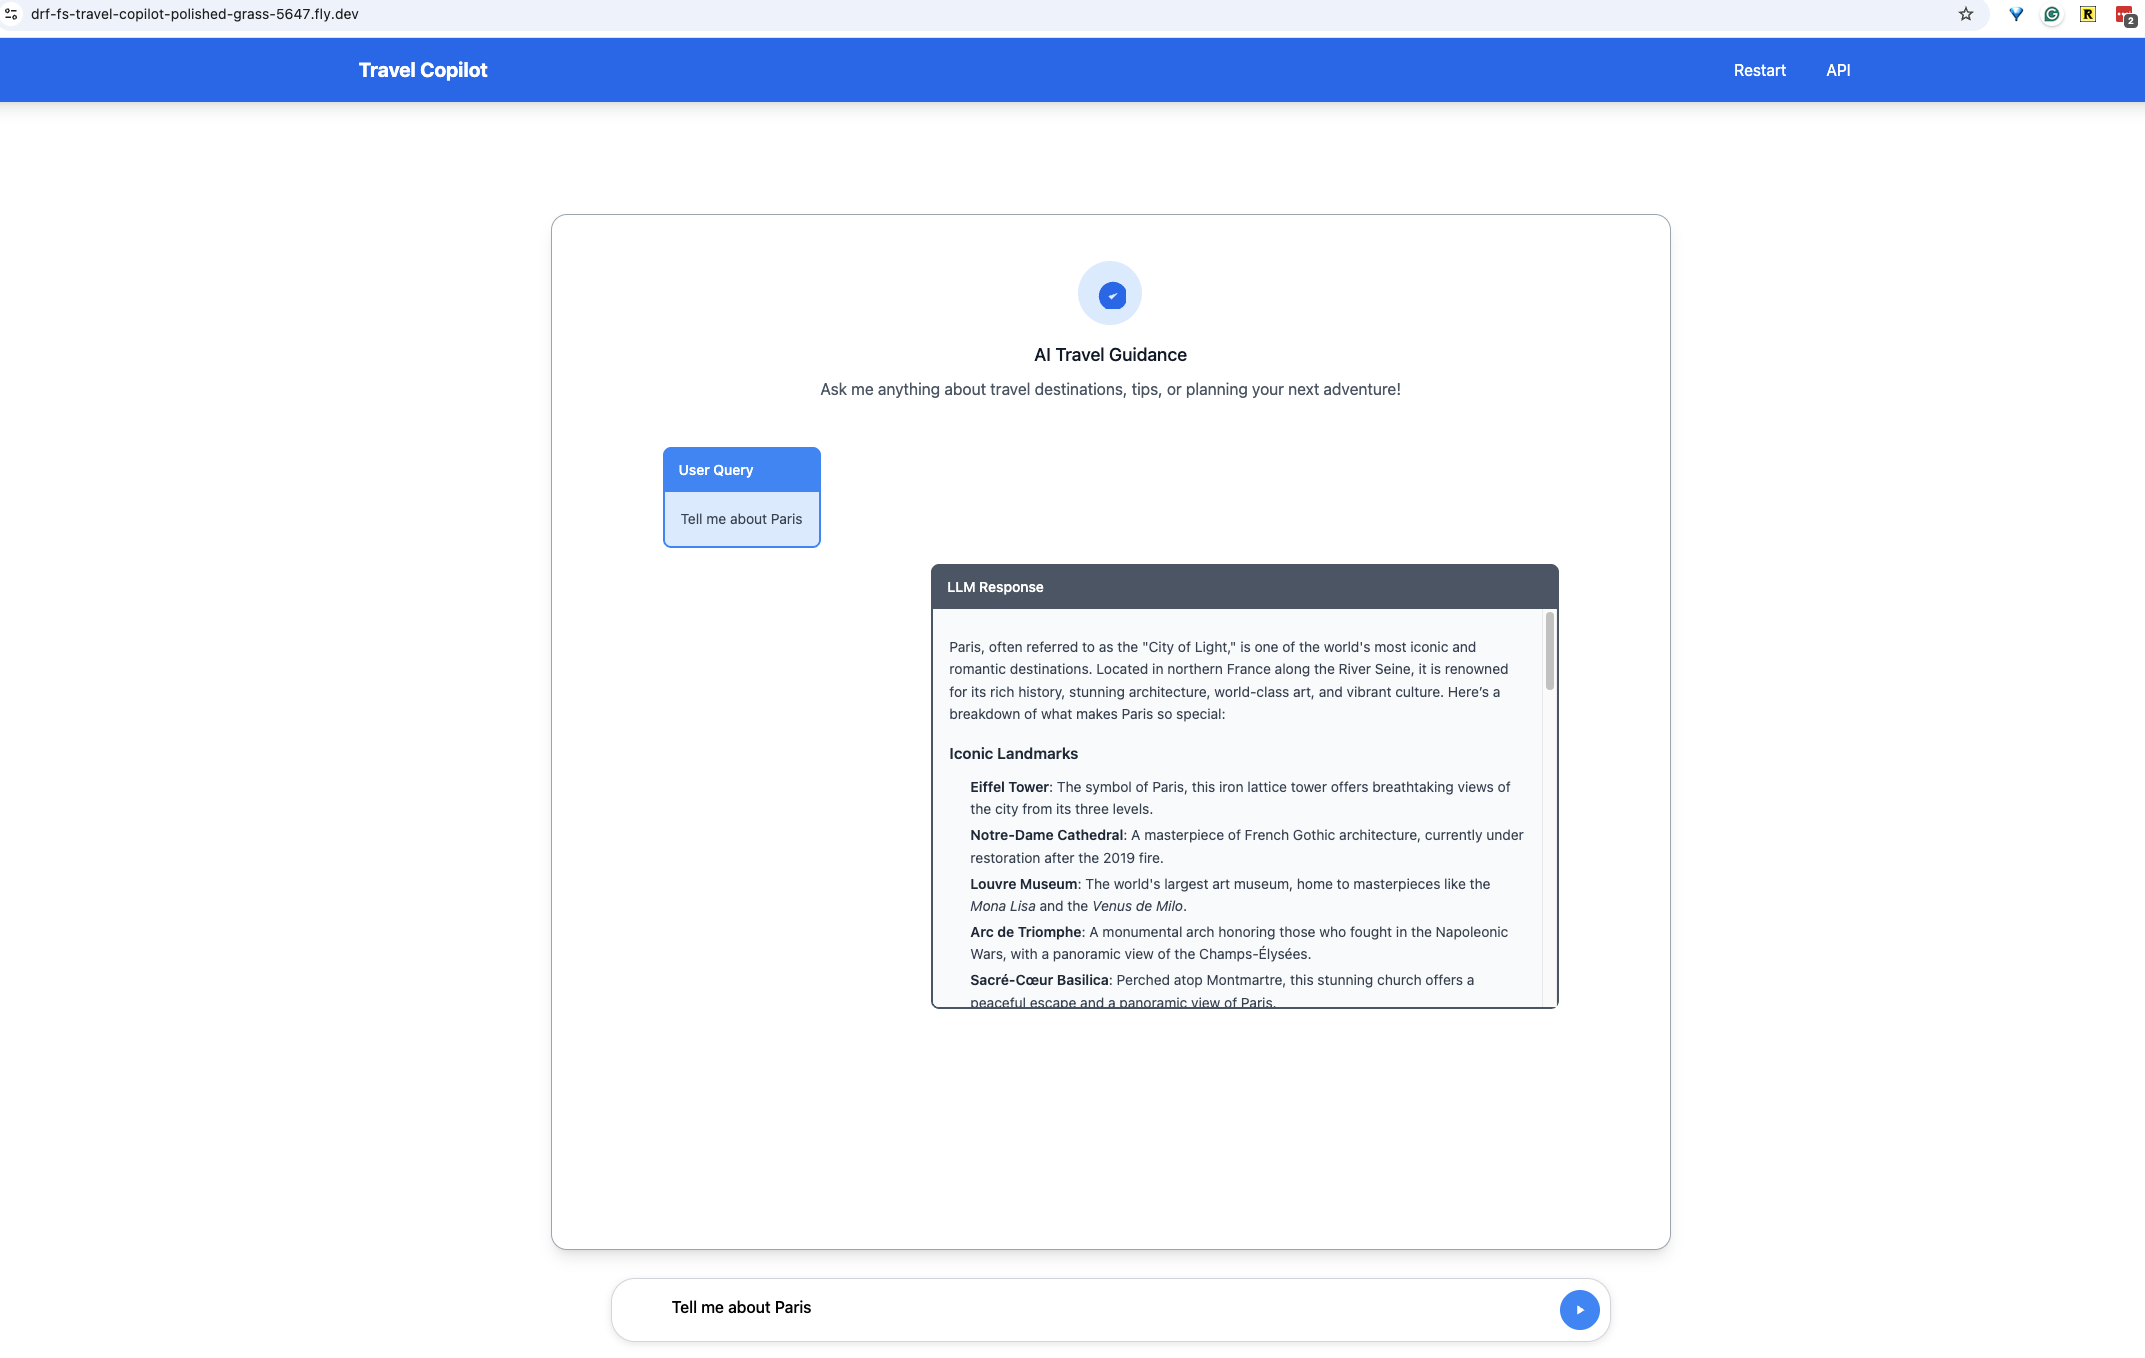 drf-fs-travel-copilot-polished-grass-5647.fly.dev
2
Travel Copilot
Restart
API
AI Travel Guidance
Ask me anything about travel destinations, tips, or planning your next adventure!
User Query
Tell me about Paris
LLM Response
Paris, often referred to as the "City of Light," is one of the world's most iconic and
romantic destinations. Located in northern France along the River Seine, it is renowned
for its rich history, stunning architecture, world-class art, and vibrant culture. Here’s a
breakdown of what makes Paris so special:
Iconic Landmarks
Eiffel Tower: The symbol of Paris, this iron lattice tower offers breathtaking views of
the city from its three levels.
Notre-Dame Cathedral: A masterpiece of French Gothic architecture, currently under
restoration after the 2019 fire.
Louvre Museum: The world's largest art museum, home to masterpieces like the
Mona Lisa and the Venus de Milo.
Arc de Triomphe: A monumental arch honoring those who fought in the Napoleonic
Wars, with a panoramic view of the Champs-Élysées.
Sacré-Cœur Basilica: Perched atop Montmartre, this stunning church offers a
peaceful escape and a panoramic view of Paris.
Tell me about Paris